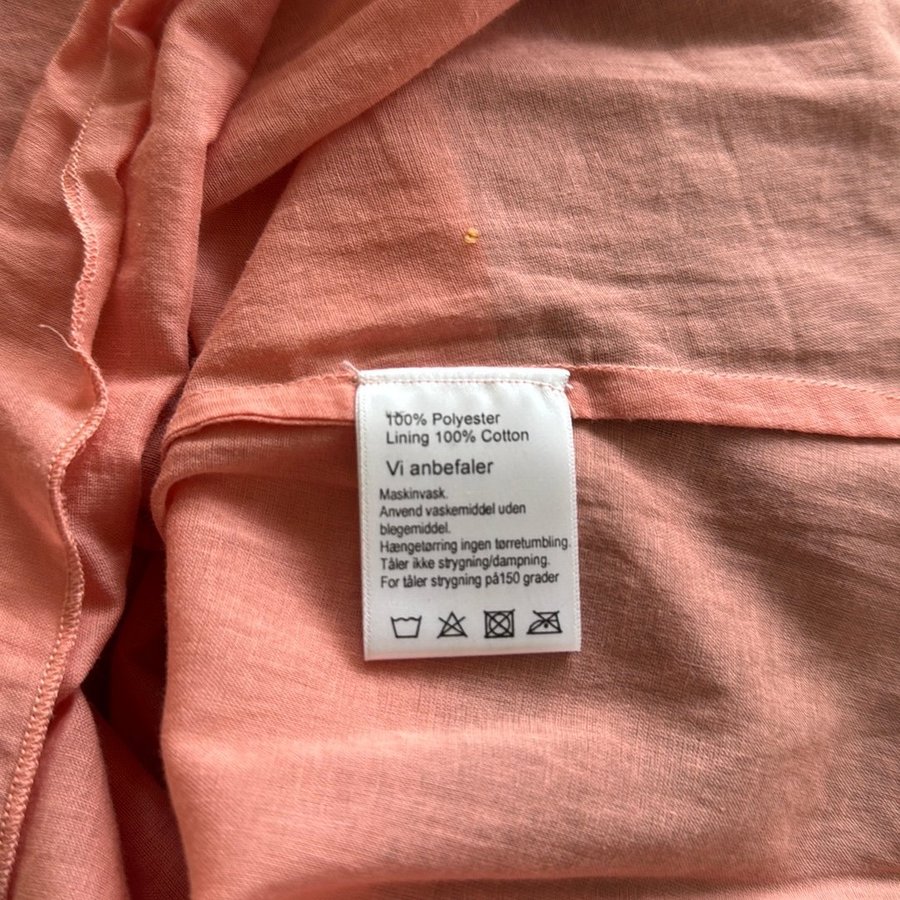 100% Polyester
Lining 100% Cotton
Vi anbefaler
Maskinvask.
Anvend vaskemiddel uden
blegemiddel.
Hængetørring ingen tørretumbling.
Tåler ikke strygning/dampning.
For tåler strygning på150 grader